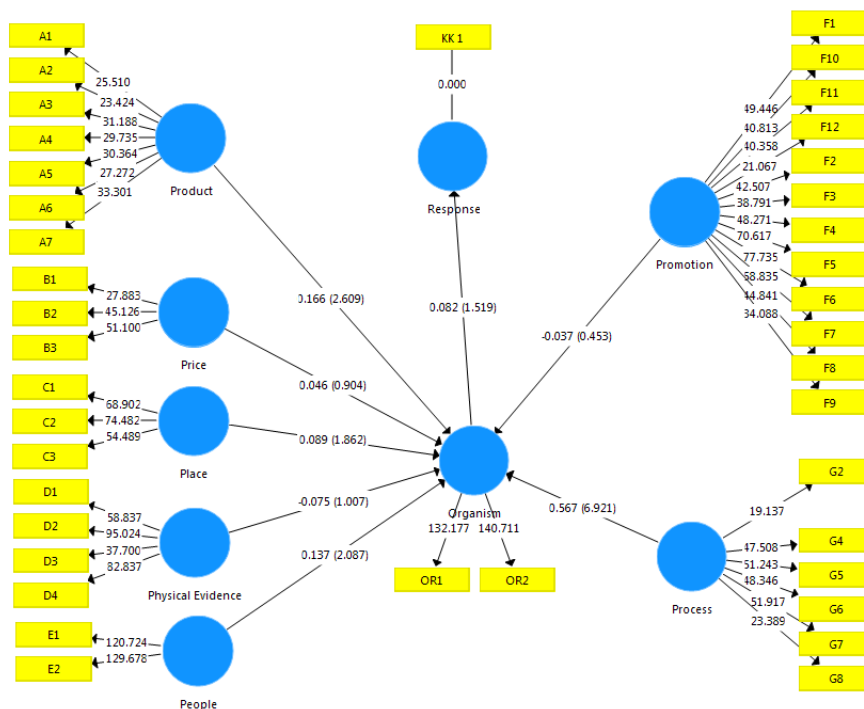 A1
A2
A3
A4
A5
A6
A7
25.510
23.424
31.188
29.735
30.364
27.272
33.301
Product
B1
B2
B3
27.883
45.126
51.100
Price
C1
C2
C3
68.902
74.482
54.489
Place
D1
D2
D3
D4
58.837
95.024
37.700
82.837
Physical Evidence
E1
E2
120.724
129.678
People
KK 1
0.000
Response
0.082 (1.519)
0.166 (2.609)
0.046 (0.904)
0.089 (1.862)
-0.075 (1.007)
0.137 (2.087)
-0.037 (0.453)
0.567 (6.921)
Organism
132.177
140.711
OR1
OR2
Promotion
49.446
40.813
40.358
21.067
42.507
38.791
48.271
70.617
77.735
58.835
44.841
34.088
F1
F10
F11
F12
F2
F3
F4
F5
F6
F7
F8
F9
Process
19.137
47.508
51.243
48.346
51.917
23.389
G2
G4
G5
G6
G7
G8